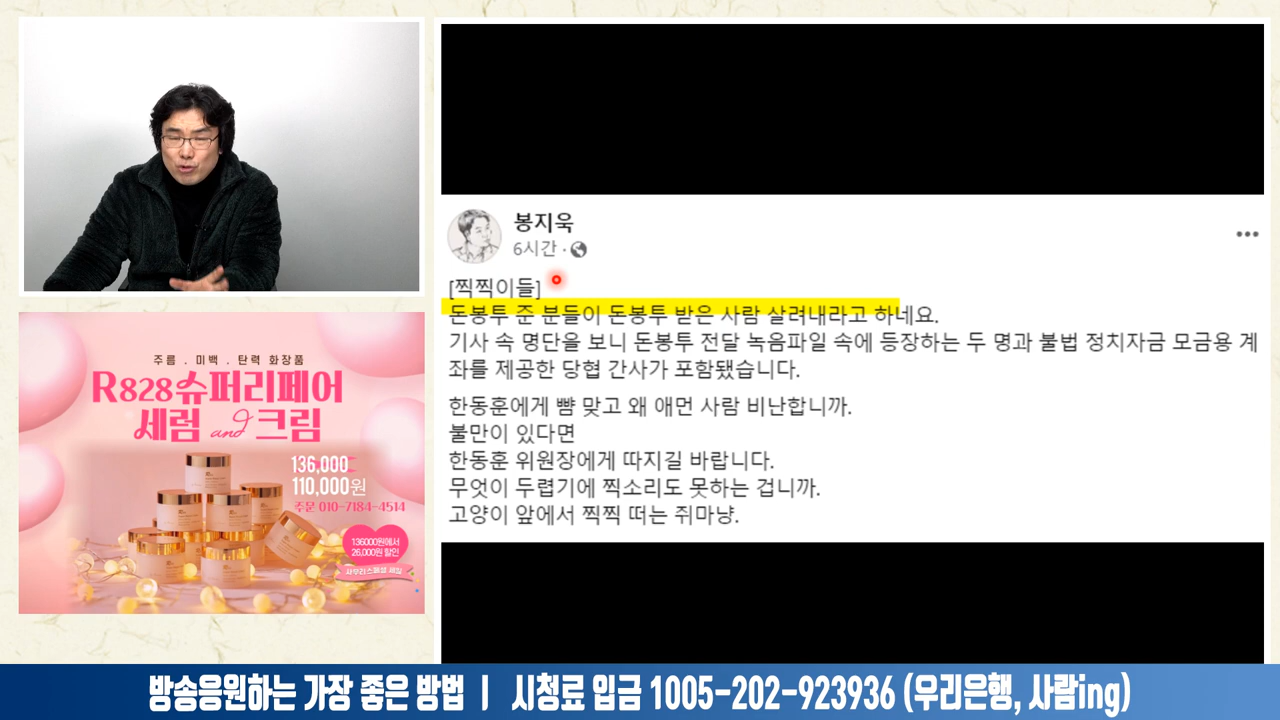 봉지욱
6시간 ·
[찍찍이들]
돈봉투 준 분들이 돈봉투 받은 사람 살려내라고 하네요.
기사 속 명단을 보니 돈봉투 전달 녹음파일 속에 등장하는 두 명과 불법 정치자금 모금용 계
좌를 제공한 당협 간사가 포함됐습니다.
한동훈에게 뺨 맞고 왜 애먼 사람 비난합니까.
불만이 있다면
한동훈 위원장에게 따지길 바랍니다.
무엇이 두렵기에 찍소리도 못하는 겁니까.
고양이 앞에서 찍찍 떠는 쥐마냥.
주름 . 미백 . 탄력 화장품
R828슈퍼리페어
세럼 and 크림
136,000
110,000원
주문 010-7184-4514
136000원에서
26,000원 할인
방송응원하는 가장 좋은 방법 ㅣ 시청료 입금 1005-202-923936 (우리은행, 사람ing)